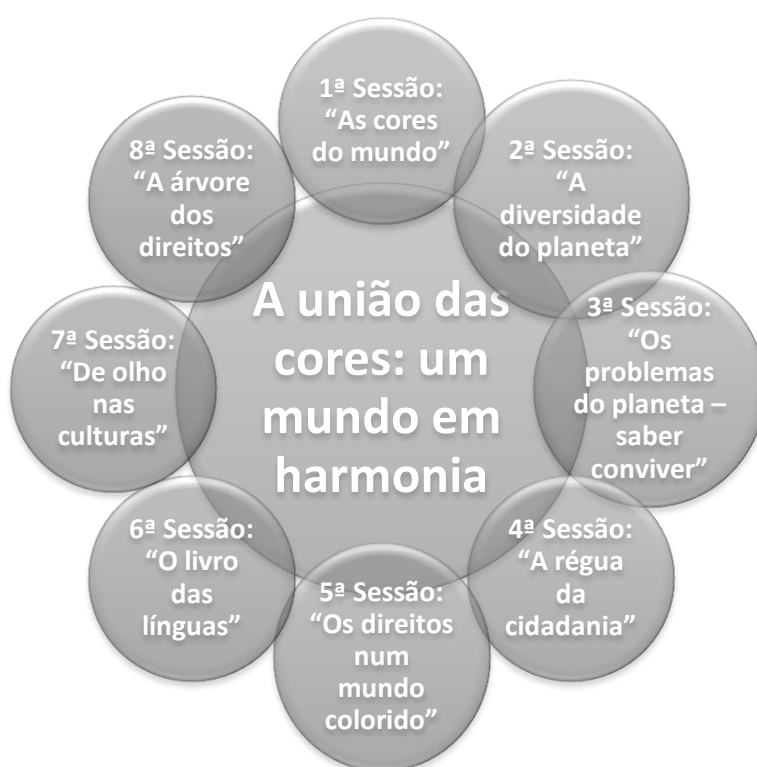 1ª Sessão:
“As cores
do mundo”
2ª Sessão:
“A
diversidade
do planeta”
3ª Sessão:
“Os
problemas
do planeta –
saber
conviver”
4ª Sessão:
“A régua
da
cidadania”
5ª Sessão:
“Os direitos
num
mundo
colorido”
6ª Sessão:
“O livro
das
línguas”
7ª Sessão:
“De olho
nas
culturas”
8ª Sessão:
“A árvore
dos
direitos”
A união das
cores: um
mundo em
harmonia